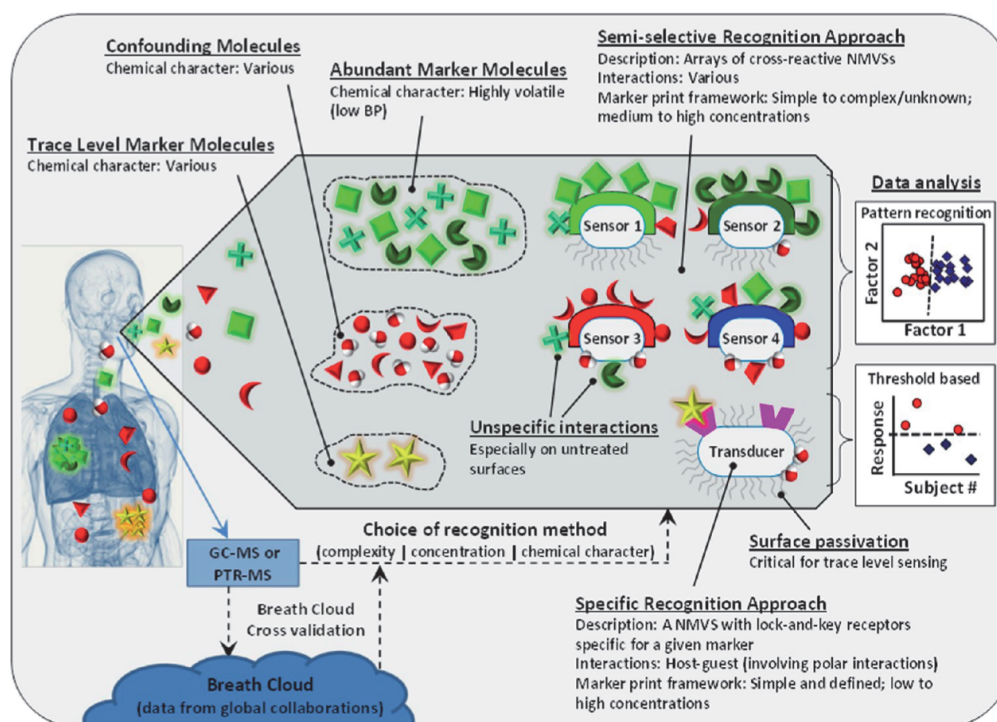 Confounding Molecules
Chemical character: Various
Abundant Marker Molecules
Chemical character: Highly volatile
(low BP)
Semi-selective Recognition Approach
Description: Arrays of cross-reactive NMVSs
Interactions: Various
Marker print framework: Simple to complex/unknown;
medium to high concentrations
Trace Level Marker Molecules
Chemical character: Various
Sensor 1
Sensor 2
Sensor 3
Sensor 4
Data analysis
Pattern recognition
Factor 2
Factor 1
Unspecific interactions
Especially on untreated
surfaces
Transducer
Threshold based
Response
Subject #
Choice of recognition method
(complexity | concentration | chemical character)
GC-MS or
PTR-MS
Surface passivation
Critical for trace level sensing
Breath Cloud
Cross validation
Specific Recognition Approach
Description: A NMVS with lock-and-key receptors
specific for a given marker
Interactions: Host-guest (involving polar interactions)
Marker print framework: Simple and defined; low to
high concentrations
Breath Cloud
(data from global collaborations)